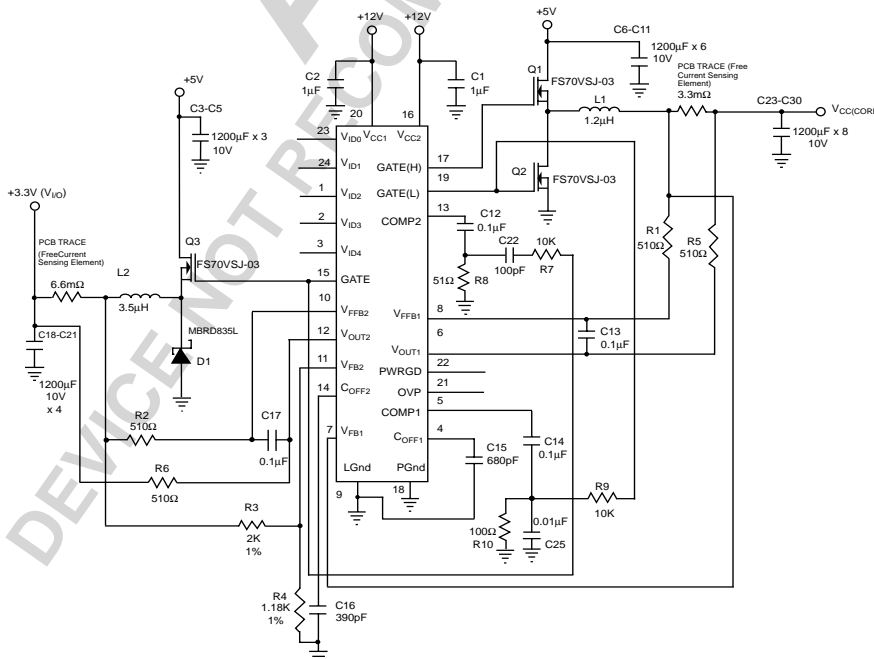 +12V
+12V
+5V
C6-C11
1200µF x 6
10V
PCB TRACE (Free
Current Sensing
Element)
3.3mΩ
C23-C30
VCC(CORE
1200µF x 8
10V
C2
1µF
C1
1µF
Q1
FS70VSJ-03
L1
1.2µH
+5V
C3-C5
1200µF x 3
10V
20
16
23
VID0
VCC1
VCC2
24
VID1
GATE(H)
17
1
VID2
GATE(L)
19
Q2
FS70VSJ-03
2
VID3
COMP2
13
C12
0.1µF
3
VID4
C22
100pF
10K
R7
51Ω
R8
R1
510Ω
R5
510Ω
+3.3V (VI/O)
PCB TRACE
(FreeCurrent
Sensing Element)
6.6mΩ
L2
3.5µH
Q3
FS70VSJ-03
15
GATE
10
VFFB2
VFFB1
8
12
VOUT2
C13
0.1µF
6
VOUT1
11
VFB2
PWRGD
22
14
COFF2
OVP
21
COMP1
5
7
VFB1
COFF1
4
MBRD835L
D1
C18-C21
1200µF
10V
x 4
R2
510Ω
C17
0.1µF
R6
510Ω
C15
680pF
C14
0.1µF
LGnd
PGnd
9
18
R9
10K
R3
2K
1%
100Ω
R10
0.01µF
C25
R4
1.18K
1%
C16
390pF
DEVICE NOT RECOM